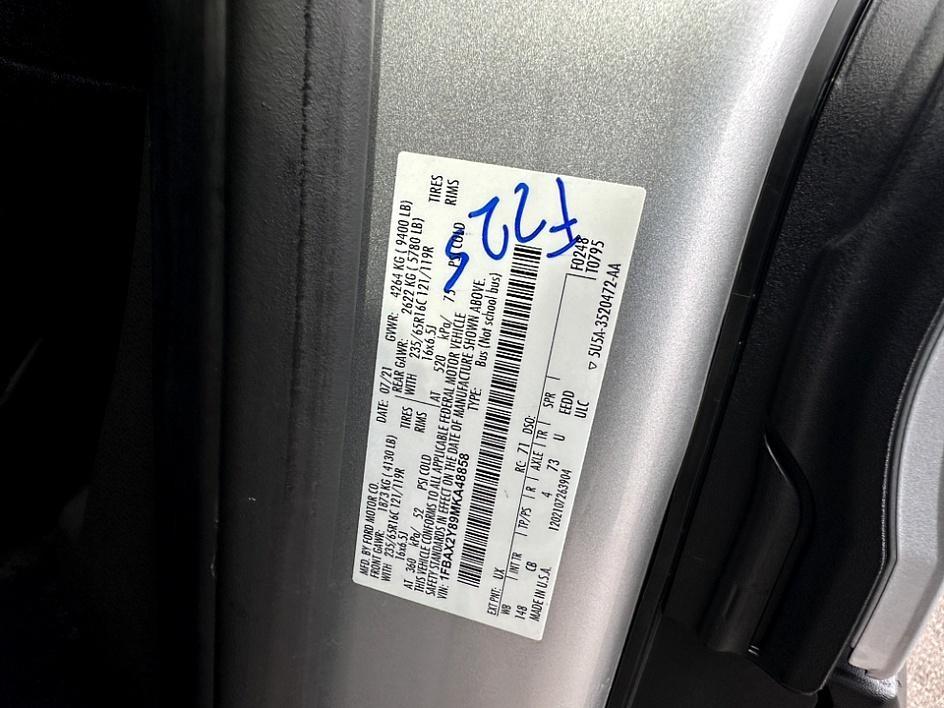 MFD. BY FORD MOTOR CO.
DATE: 07/21
GVWR: 4264 KG ( 9400 LB)
FRONT GAWR: 1873 KG ( 4130 LB)
REAR GAWR: 2622 KG ( 5780 LB)
WITH 235/65R16C 121/119R TIRES
WITH 235/65R16C 121/119R TIRES
16x6.5J RIMS
16x6.5J RIMS
AT 360 kPa/ 52 PSI COLD
AT 520 kPa/ 75 PSI COLD
THIS VEHICLE CONFORMS TO ALL APPLICABLE FEDERAL MOTOR VEHICLE
SAFETY STANDARDS IN EFFECT ON THE DATE OF MANUFACTURE SHOWN ABOVE.
VIN: 1FBAX2Y89MKA48858
TYPE: Bus (Not school bus)
F22
EXT PNT: UX RC: 71 DSO:
WB INT TR TP/PS R AXLE TR SPR
148 CB 4 73 U FEDD
ULC
F0248
T0795
MADE IN U.S.A. 1202107263904
5U5A-3520472-AA